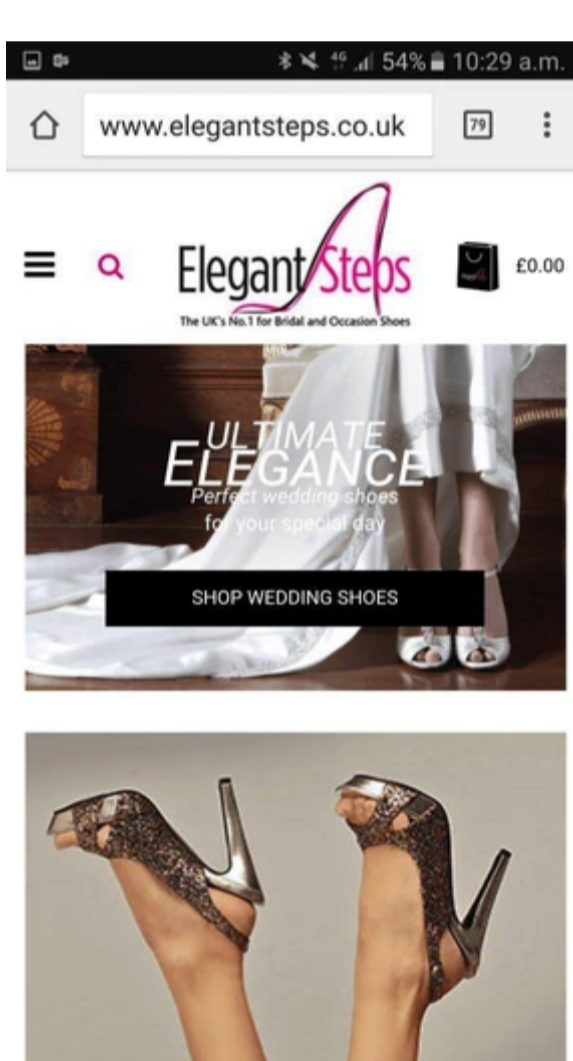 4G 54% 10:29 a.m.
www.elegantsteps.co.uk 79
Elegant Steps £0.00
The UK's No.1 for Bridal and Occasion Shoes
ULTIMATE
ELEGANCE
Perfect wedding shoes
for your special day
SHOP WEDDING SHOES